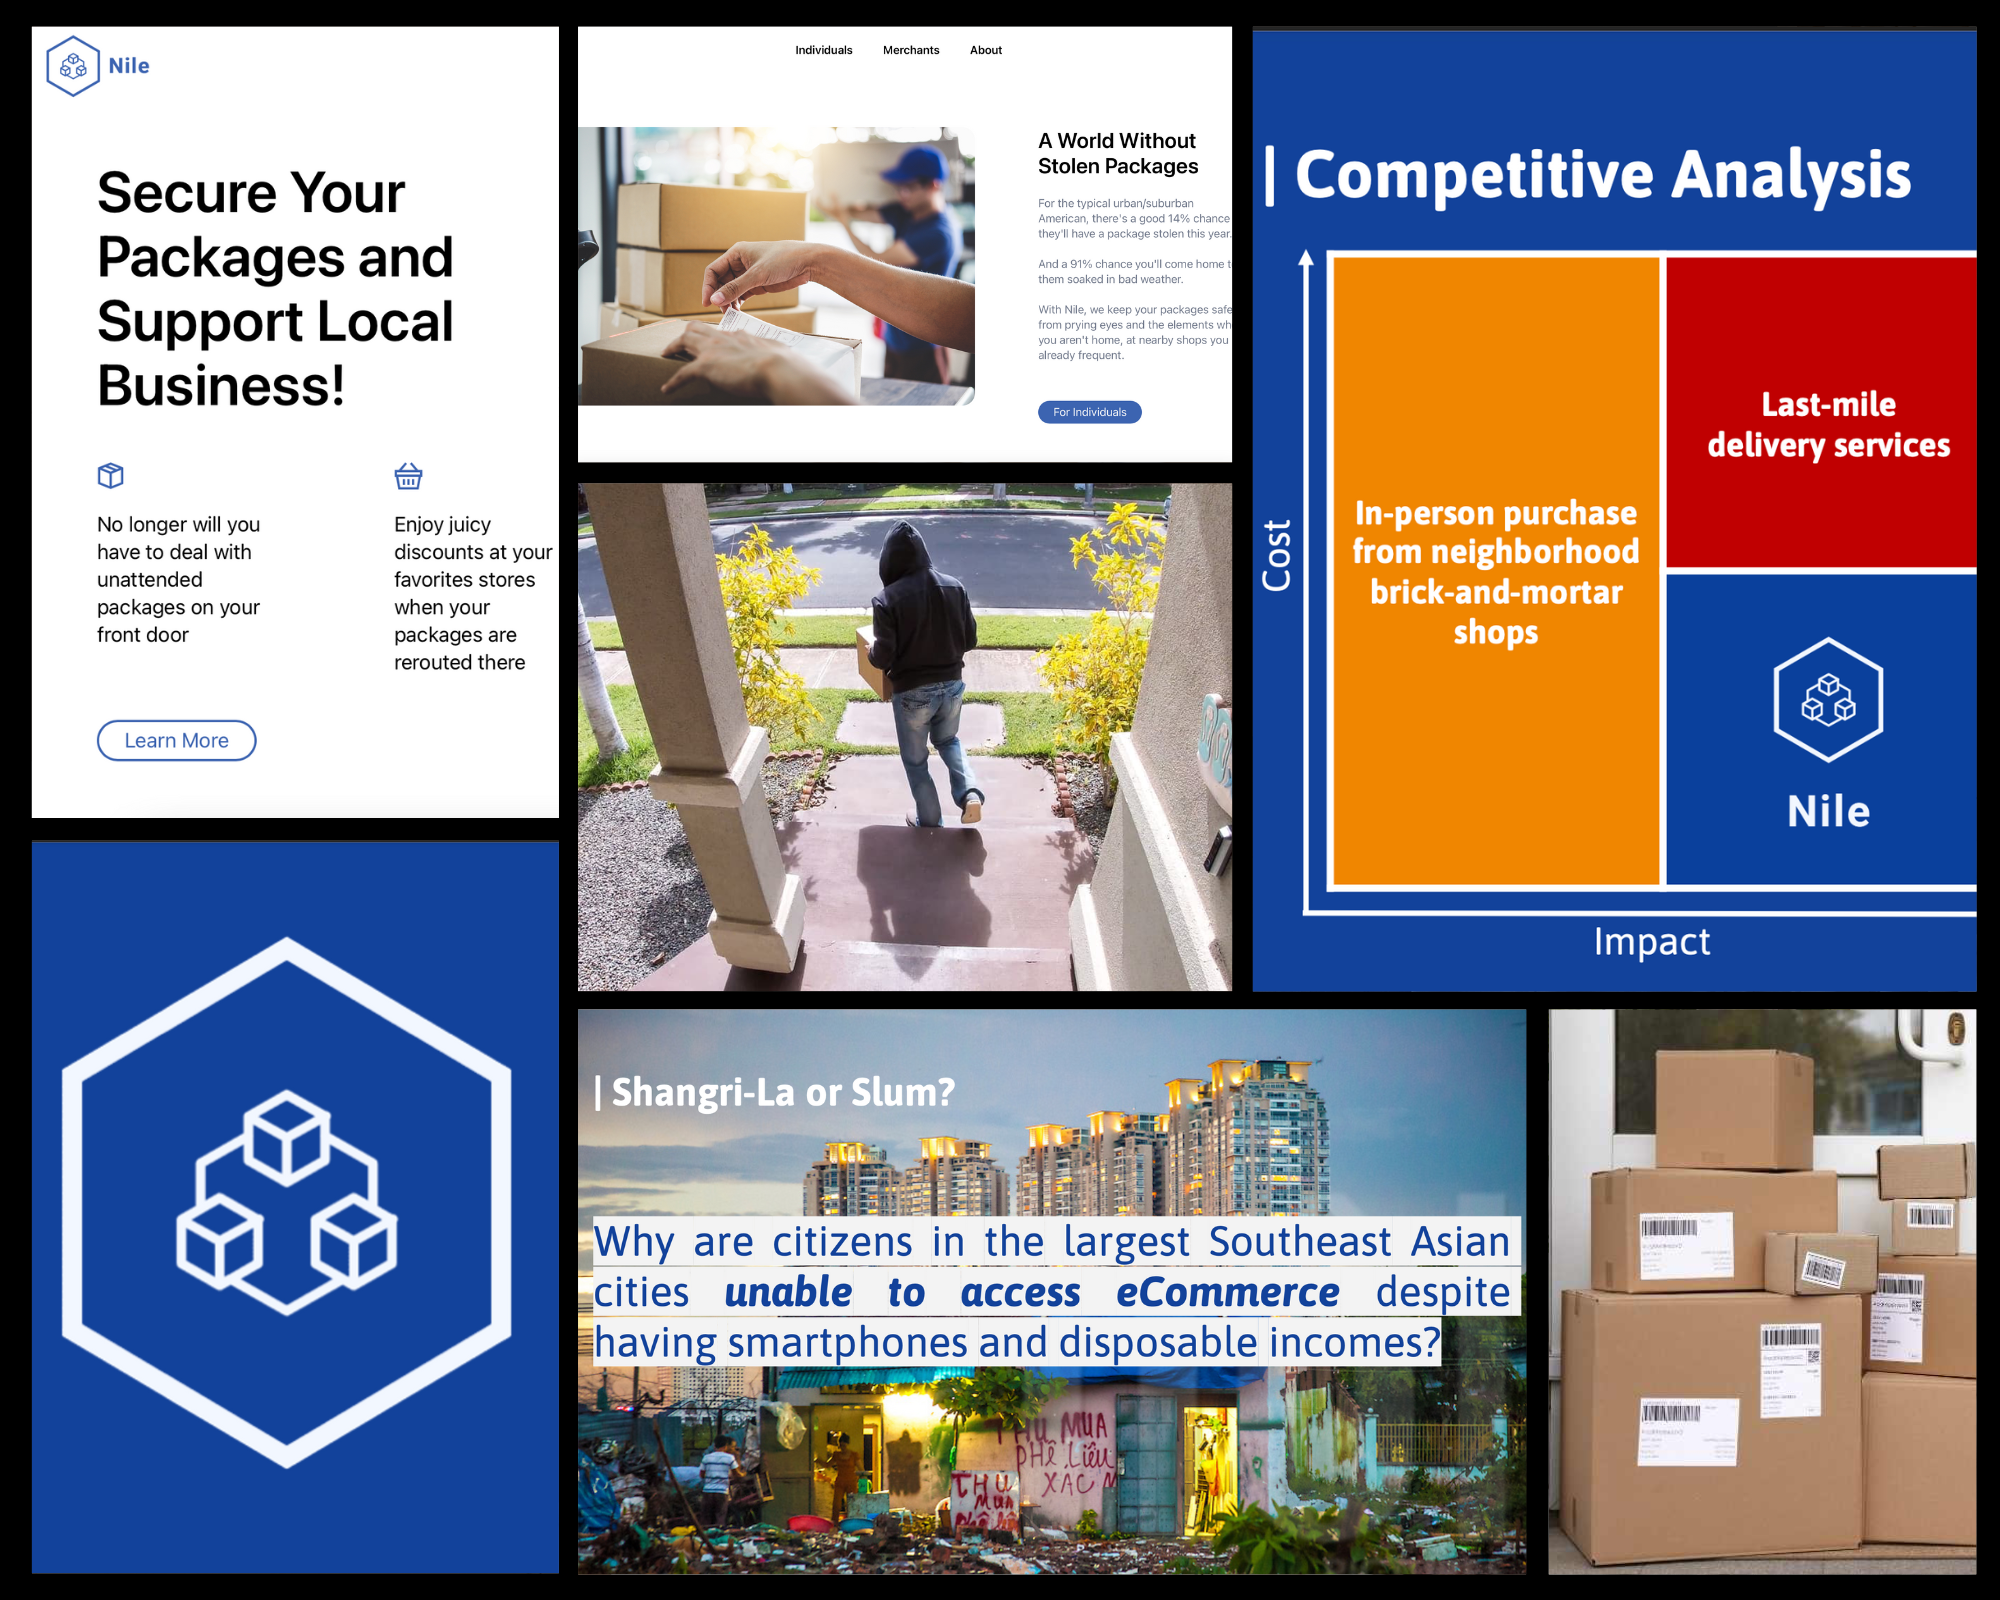 Nile
Secure Your
Packages and
Support Local
Business!
No longer will you
have to deal with
unattended
packages on your
front door
Enjoy juicy
discounts at your
favorites stores
when your
packages are
rerouted there
Learn More
Individuals Merchants About
A World Without
Stolen Packages
For the typical urban/suburban
American, there's a good 14% chance
they'll have a package stolen this year.
And a 91% chance you'll come home t
them soaked in bad weather.
With Nile, we keep your packages safe
from prying eyes and the elements wh
you aren't home, at nearby shops you
already frequent.
For Individuals
| Competitive Analysis
Cost
In-person purchase
from neighborhood
brick-and-mortar
shops
Last-mile
delivery services
Nile
Impact
| Shangri-La or Slum?
Why are citizens in the largest Southeast Asian
cities unable to access eCommerce despite
having smartphones and disposable incomes?
THU MUA
PHÊ LIỆU
XÁC M
THU
MUA